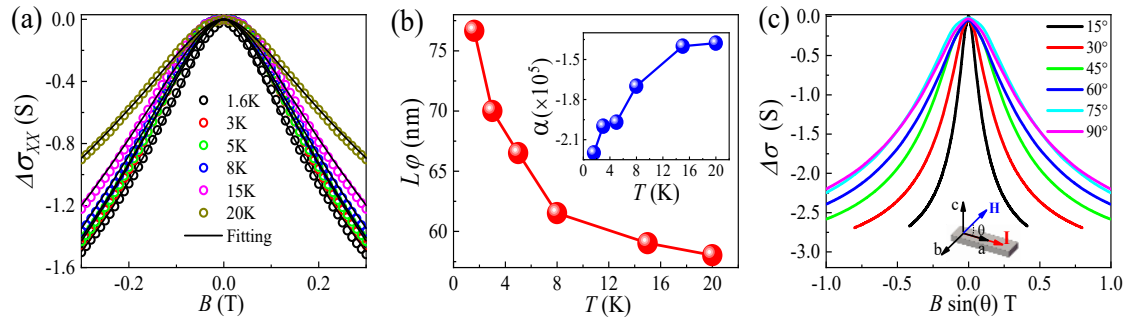 (a)
0.0
-0.4
-0.8
-1.2
-1.6
Δσ_XX (S)
1.6K
3K
5K
8K
15K
20K
Fitting
-0.2 0.0 0.2
B (T)
(b)
75
70
65
60
Lφ (nm)
0 4 8 12 16 20
T (K)
-1.5
-1.8
-2.1
α(×10⁵)
4 8 12 16 20
T (K)
(c)
0.0
-0.5
-1.0
-1.5
-2.0
-2.5
-3.0
Δσ (S)
15°
30°
45°
60°
75°
90°
c
H
θ
I
b
a
-1.0 -0.5 0.0 0.5 1.0
B sin(θ) T